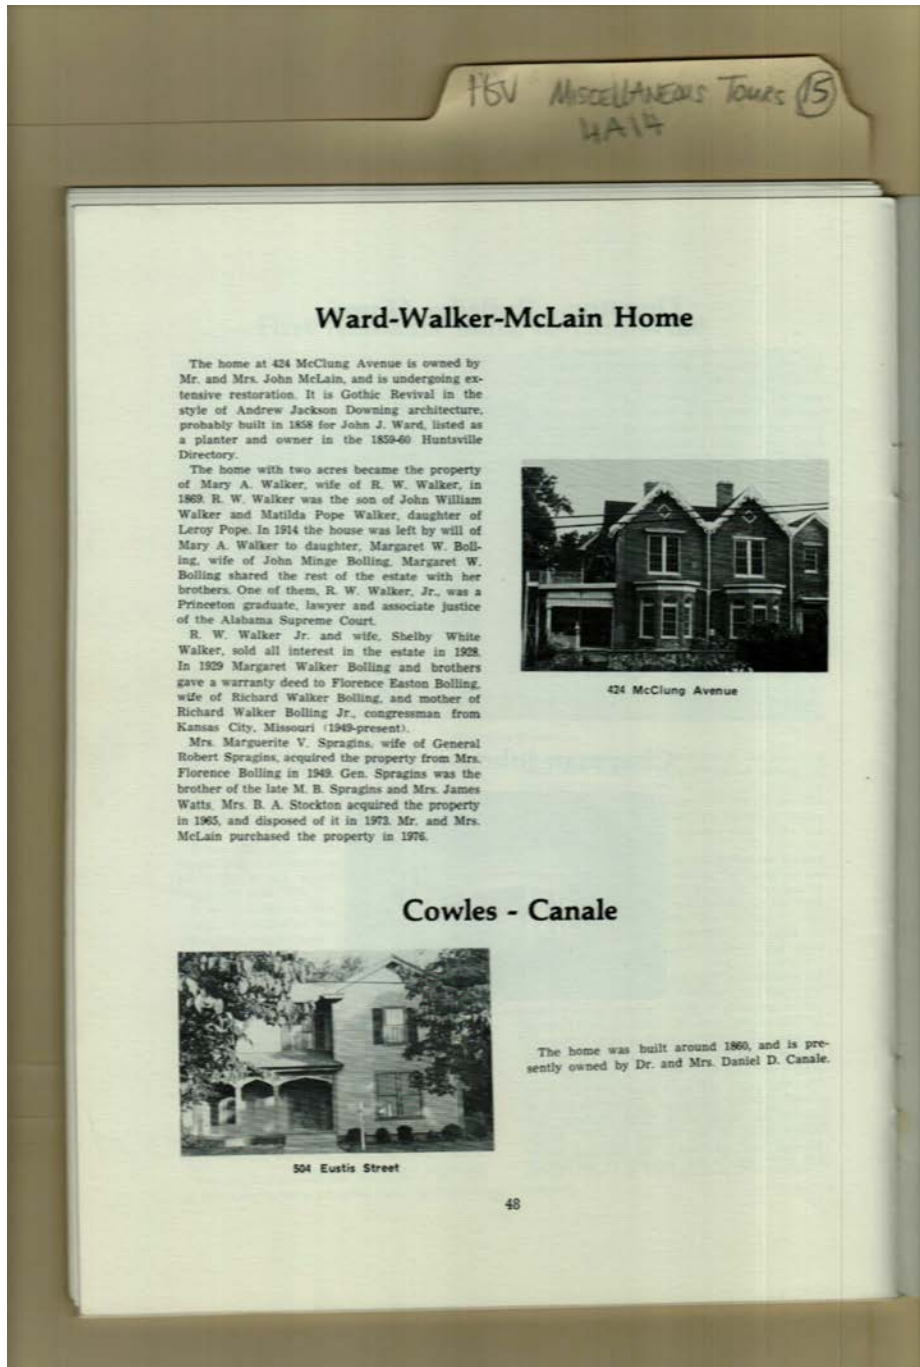 MISCELLANEOUS TOURS 15
4A14
Ward-Walker-McLain Home
The home at 424 McClung Avenue is owned by
Mr. and Mrs. John McLain, and is undergoing ex-
tensive restoration. It is Gothic Revival in the
style of Andrew Jackson Downing architecture,
probably built in 1858 for John J. Ward, listed as
a planter and owner in the 1859-60 Huntsville
Directory.
The home with two acres became the property
of Mary A. Walker, wife of R. W. Walker, in
1869. R. W. Walker was the son of John William
Walker and Matilda Pope Walker, daughter of
Leroy Pope. In 1914 the house was left by will of
Mary A. Walker to daughter, Margaret W. Boll-
ing, wife of John Minge Bolling. Margaret W.
Bolling shared the rest of the estate with her
brothers. One of them, R. W. Walker, Jr., was a
Princeton graduate, lawyer and associate justice
of the Alabama Supreme Court.
R. W. Walker Jr. and wife, Shelby White
Walker, sold all interest in the estate in 1928.
In 1929 Margaret Walker Bolling and brothers
gave a warranty deed to Florence Easton Bolling,
wife of Richard Walker Bolling, and mother of
Richard Walker Bolling Jr., congressman from
Kansas City, Missouri (1949-present).
Mrs. Marguerite V. Spragins, wife of General
Robert Spragins, acquired the property from Mrs.
Florence Bolling in 1949. Gen. Spragins was the
brother of the late M. B. Spragins and Mrs. James
Watts. Mrs. B. A. Stockton acquired the property
in 1965, and disposed of it in 1973. Mr. and Mrs.
McLain purchased the property in 1976.
424 McClung Avenue
Cowles - Canale
504 Eustis Street
The home was built around 1860, and is pre-
sently owned by Dr. and Mrs. Daniel D. Canale.
48